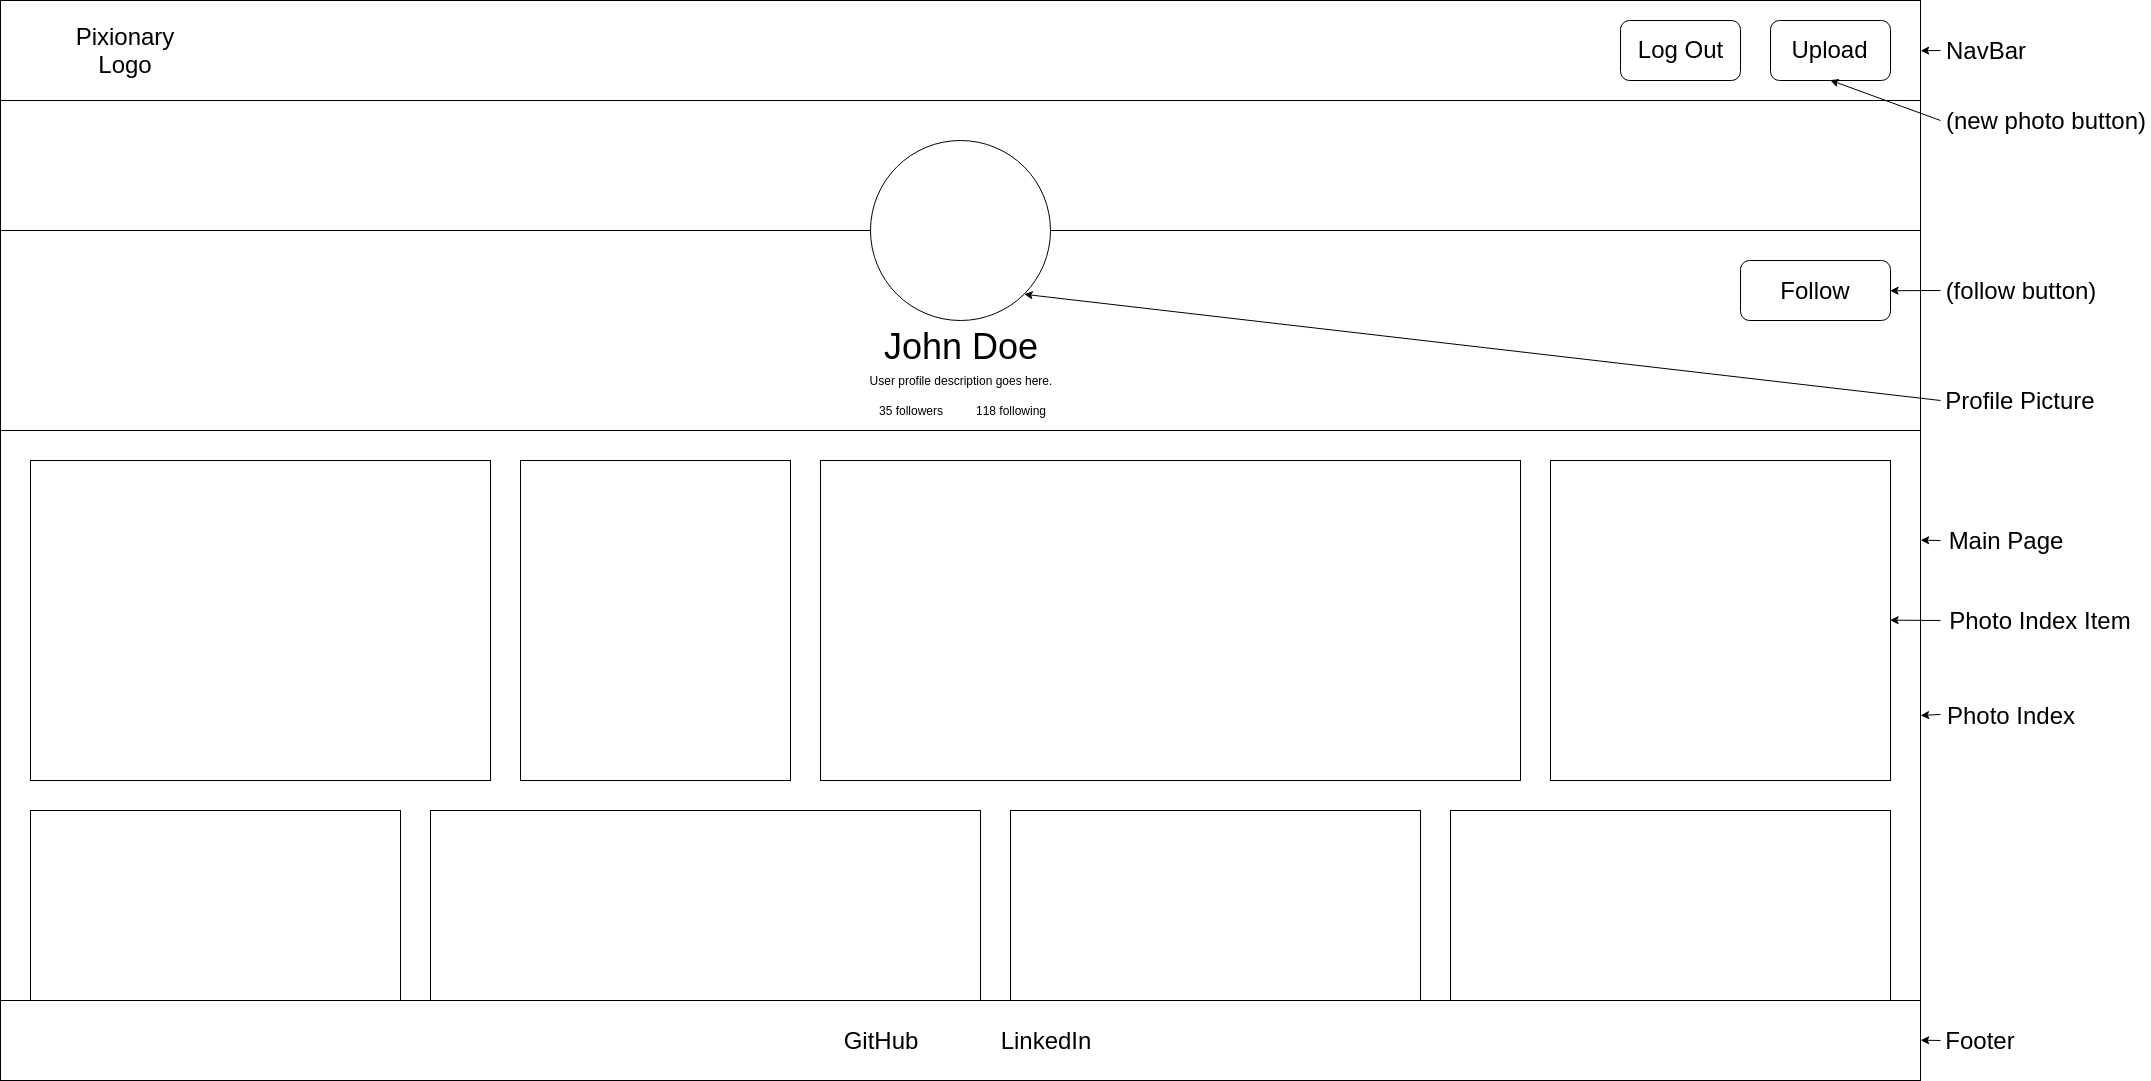 Pixionary
Logo
Log Out
Upload
NavBar
(new photo button)
Follow
(follow button)
John Doe
User profile description goes here.
35 followers 118 following
Profile Picture
Main Page
Photo Index Item
Photo Index
GitHub
LinkedIn
Footer